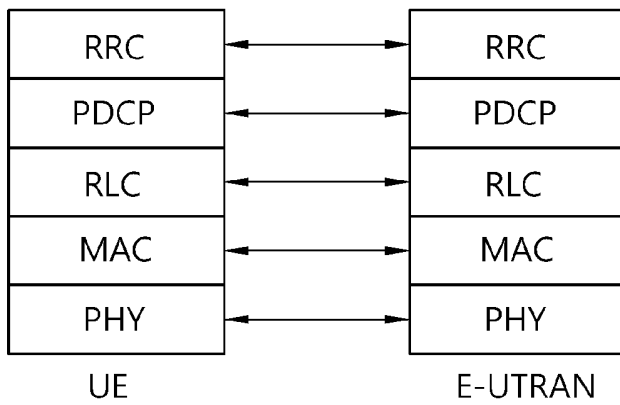 RRC RRC
PDCP PDCP
RLC RLC
MAC MAC
PHY PHY
UE E-UTRAN